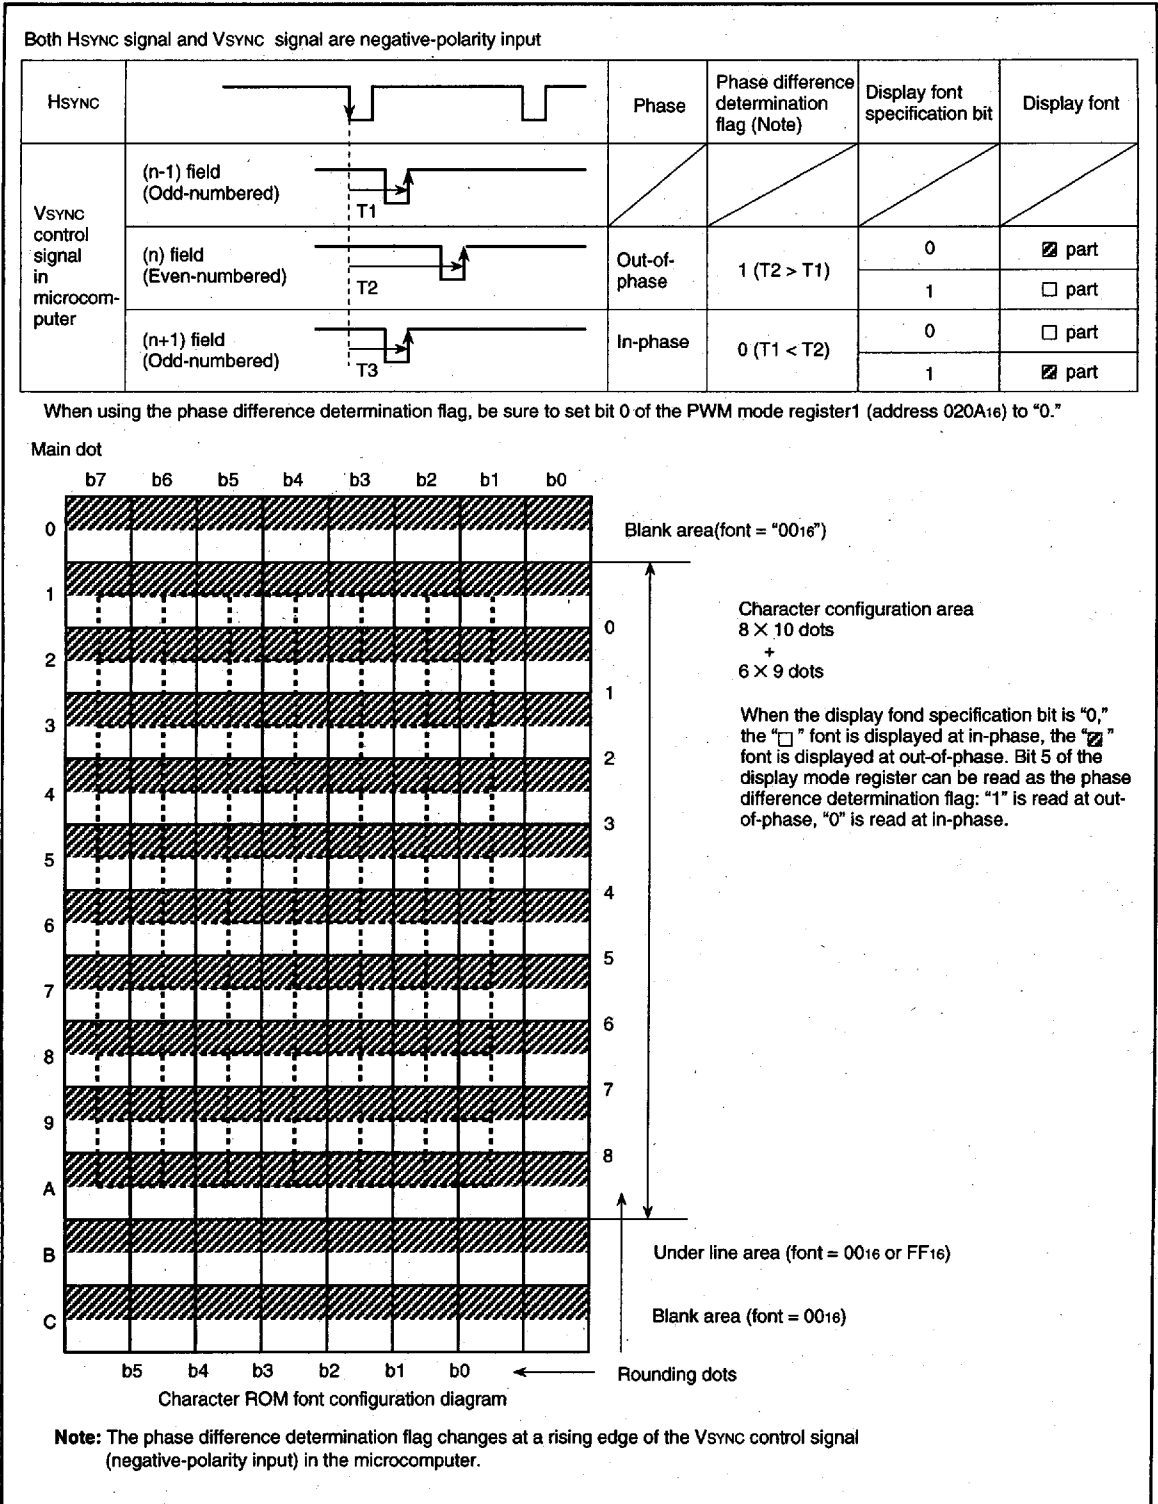 Both HSYNC signal and VSYNC signal are negative-polarity input
HSYNC
Phase
Phase difference
determination
flag (Note)
Display font
specification bit
Display font
VSYNC
control
signal
in
microcom-
puter
(n-1) field
(Odd-numbered)
T1
(n) field
(Even-numbered)
T2
Out-of-
phase
1 (T2 > T1)
0
part
1
part
(n+1) field
(Odd-numbered)
T3
In-phase
0 (T1 < T2)
0
part
1
part
When using the phase difference determination flag, be sure to set bit 0 of the PWM mode register1 (address 020A16) to “0.”
Main dot
b7 b6 b5 b4 b3 b2 b1 b0
0
1
2
3
4
5
6
7
8
9
A
B
C
0
1
2
3
4
5
6
7
8
Blank area(font = “0016”)
Character configuration area
8 × 10 dots
+
6 × 9 dots
When the display fond specification bit is “0,”
the “□ ” font is displayed at in-phase, the “▨ ”
font is displayed at out-of-phase. Bit 5 of the
display mode register can be read as the phase
difference determination flag: “1” is read at out-
of-phase, “0” is read at in-phase.
Under line area (font = 0016 or FF16)
Blank area (font = 0016)
b5 b4 b3 b2 b1 b0
Rounding dots
Character ROM font configuration diagram
Note: The phase difference determination flag changes at a rising edge of the VSYNC control signal
(negative-polarity input) in the microcomputer.